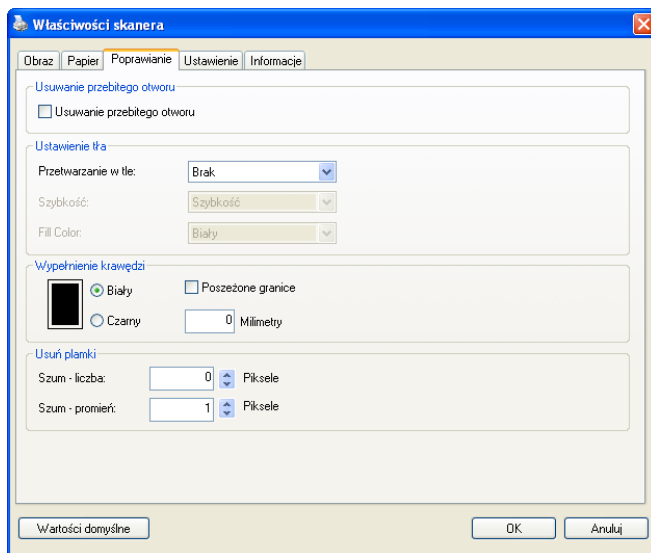 Właściwości skanera
Obraz Papier Poprawianie Ustawienie Informacje
Usuwanie przebitego otworu
Usuwanie przebitego otworu
Ustawienie tła
Przetwarzanie w tle: Brak
Szybkość: Szybkość
Fill Color: Biały
Wypełnienie krawędzi
Biały Poszeżone granice
Czarny 0 Milimetry
Usuń plamki
Szum - liczba: 0 Piksele
Szum - promień: 1 Piksele
Wartości domyślne OK Anuluj